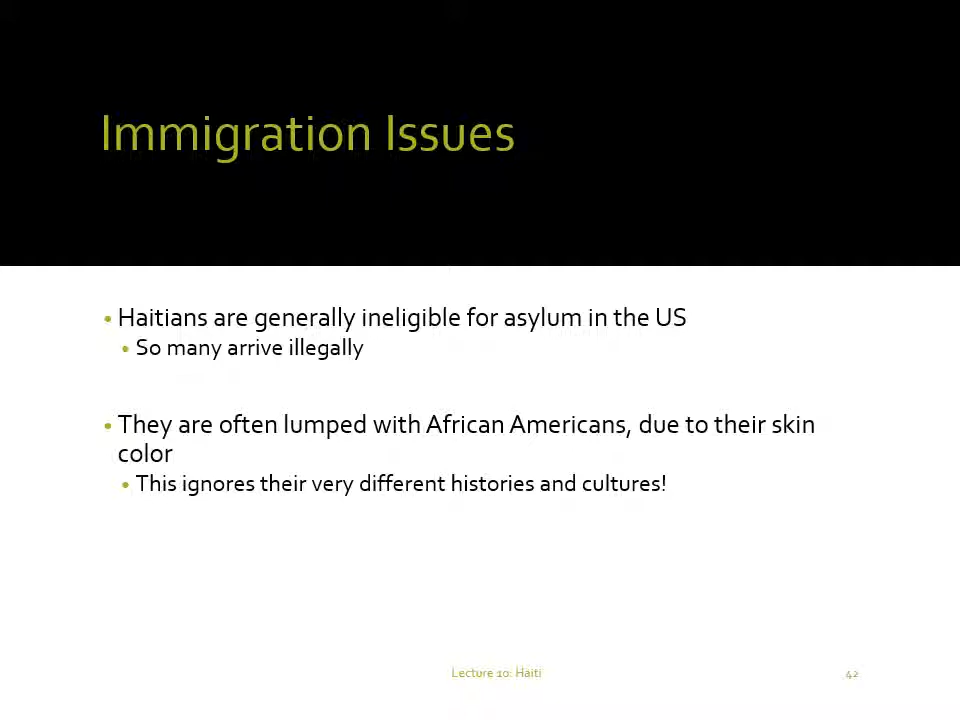 Immigration Issues
• Haitians are generally ineligible for asylum in the US
• So many arrive illegally
• They are often lumped with African Americans, due to their skin
color
• This ignores their very different histories and cultures!
Lecture 10: Haiti 42